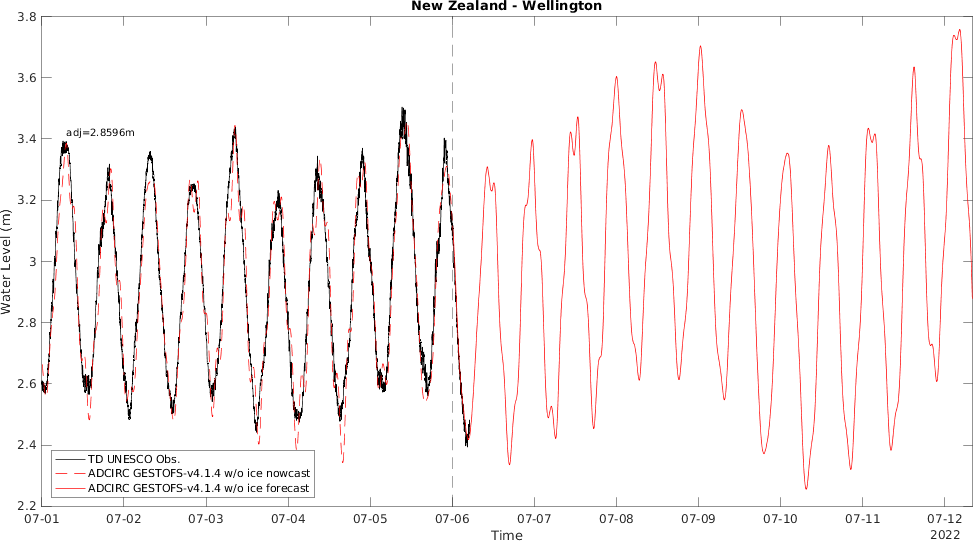 New Zealand - Wellington
3.8
3.6
3.4
3.2
3
2.8
2.6
2.4
2.2
Water Level (m)
adj=2.8596m
TD UNESCO Obs.
ADCIRC GESTOFS-v4.1.4 w/o ice nowcast
ADCIRC GESTOFS-v4.1.4 w/o ice forecast
07-01 07-02 07-03 07-04 07-05 07-06 07-07 07-08 07-09 07-10 07-11 07-12
2022
Time